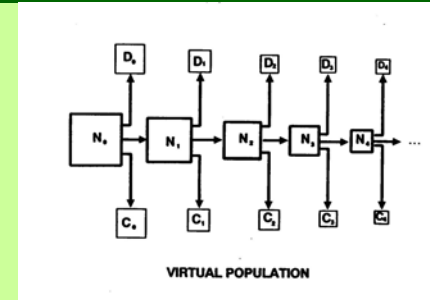 D₀ D₁ D₂ D₃ D₄
N₀ N₁ N₂ N₃ N₄ ...
C₀ C₁ C₂ C₃ C₄
VIRTUAL POPULATION